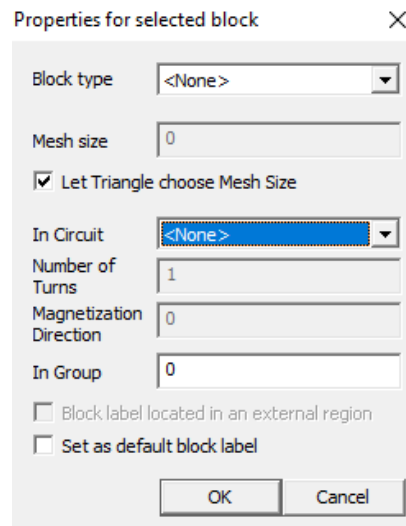 Properties for selected block
Block type <None>
Mesh size 0
Let Triangle choose Mesh Size
In Circuit <None>
Number of Turns 1
Magnetization Direction 0
In Group 0
Block label located in an external region
Set as default block label
OK Cancel